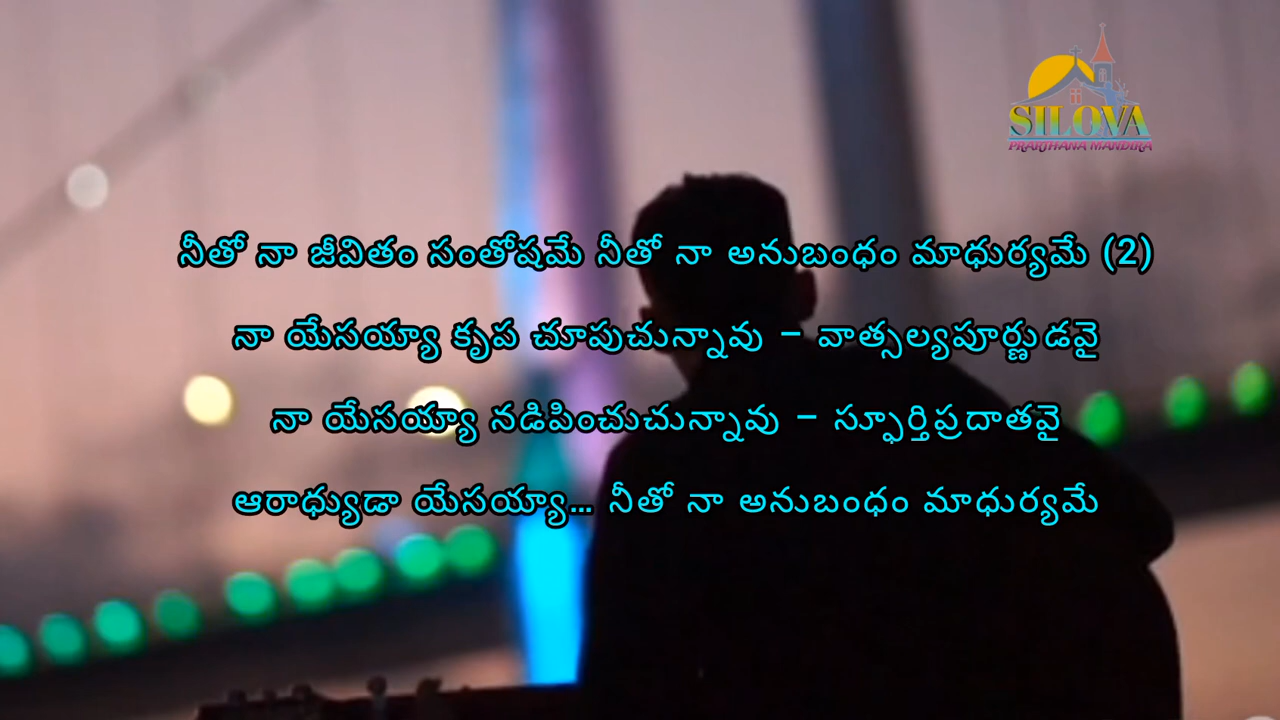 SILOVA
PRARTHANA MANDIRA
నీతో నా జీవితం సంతోషమే నీతో నా అనుబంధం మాధుర్యమే (2)
నా యేసయ్యా కృప చూపుచున్నావు – వాత్సల్యపూర్ణుడవై
నా యేసయ్యా నడిపించుచున్నావు – స్ఫూర్తిప్రదాతవై
ఆరాధ్యుడా యేసయ్యా... నీతో నా అనుబంధం మాధుర్యమే